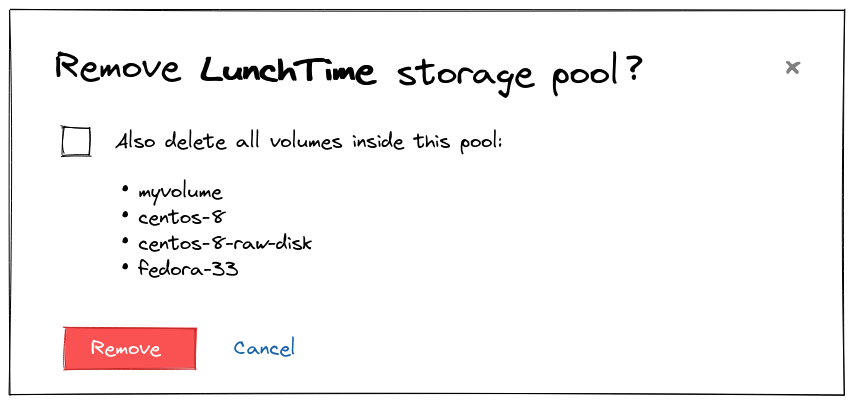 Remove LunchTime storage pool?
Also delete all volumes inside this pool:
• myvolume
• centos-8
• centos-8-raw-disk
• fedora-33
Remove
Cancel